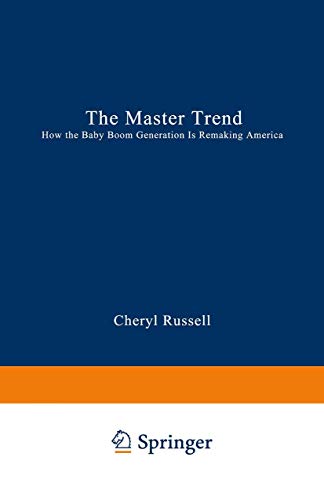 The Master Trend
How the Baby Boom Generation Is Remaking America
Cheryl Russell
Springer